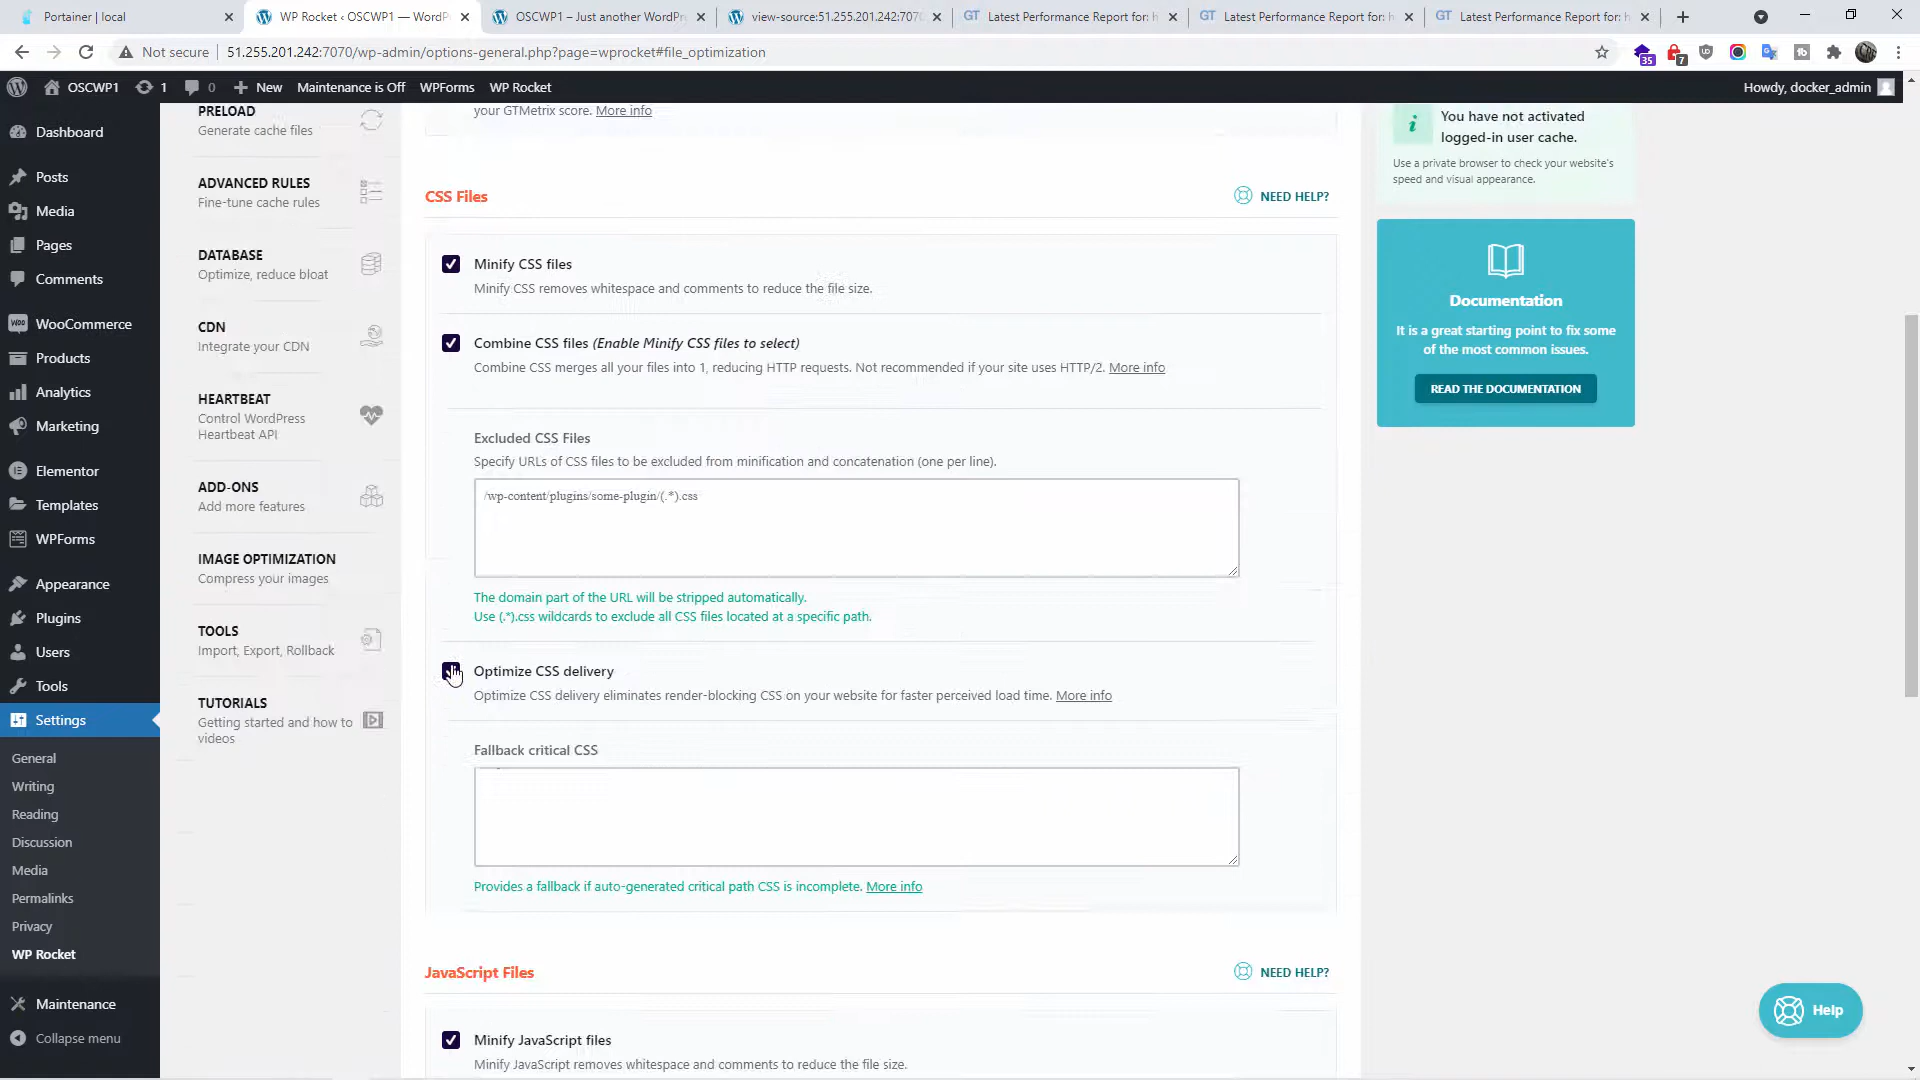 Portainer | local
WP Rocket ‹ OSCWP1 — WordP
OSCWP1 – Just another WordPr
view-source:51.255.201.242:7070
Latest Performance Report for: h
Latest Performance Report for: h
Latest Performance Report for: h
Not secure
51.255.201.242:7070/wp-admin/options-general.php?page=wprocket#file_optimization
35
7
OSCWP1
1
0
New
Maintenance is Off
WPForms
WP Rocket
Howdy, docker_admin
Dashboard
Posts
Media
Pages
Comments
WooCommerce
Products
Analytics
Marketing
Elementor
Templates
WPForms
Appearance
Plugins
Users
Tools
Settings
General
Writing
Reading
Discussion
Media
Permalinks
Privacy
WP Rocket
Maintenance
Collapse menu
PRELOAD
Generate cache files
ADVANCED RULES
Fine-tune cache rules
DATABASE
Optimize, reduce bloat
CDN
Integrate your CDN
HEARTBEAT
Control WordPress
Heartbeat API
ADD-ONS
Add more features
IMAGE OPTIMIZATION
Compress your images
TOOLS
Import, Export, Rollback
TUTORIALS
Getting started and how to
videos
your GTMetrix score. More info
CSS Files
NEED HELP?
Minify CSS files
Minify CSS removes whitespace and comments to reduce the file size.
Combine CSS files (Enable Minify CSS files to select)
Combine CSS merges all your files into 1, reducing HTTP requests. Not recommended if your site uses HTTP/2. More info
Excluded CSS Files
Specify URLs of CSS files to be excluded from minification and concatenation (one per line).
/wp-content/plugins/some-plugin/(.*).css
The domain part of the URL will be stripped automatically.
Use (.*).css wildcards to exclude all CSS files located at a specific path.
Optimize CSS delivery
Optimize CSS delivery eliminates render-blocking CSS on your website for faster perceived load time. More info
Fallback critical CSS
Provides a fallback if auto-generated critical path CSS is incomplete. More info
JavaScript Files
NEED HELP?
Minify JavaScript files
Minify JavaScript removes whitespace and comments to reduce the file size.
You have not activated
logged-in user cache.
Use a private browser to check your website's
speed and visual appearance.
Documentation
It is a great starting point to fix some
of the most common issues.
READ THE DOCUMENTATION
Help